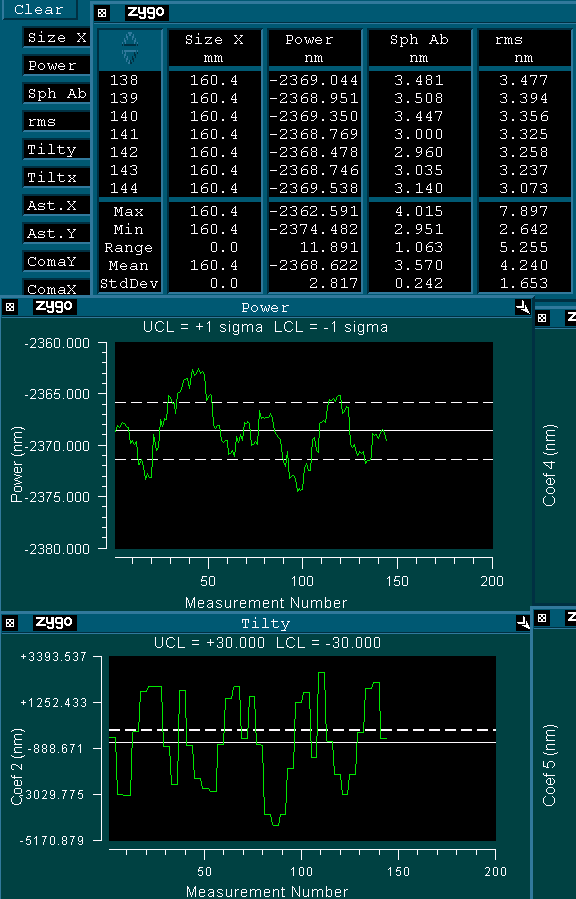 Clear
Size X
Power
Sph Ab
rms
Tilty
Tiltx
Ast.X
Ast.Y
ComaY
ComaX
zygo
Size X Power Sph Ab rms
mm nm nm nm
138 160.4 -2369.044 3.481 3.477
139 160.4 -2368.951 3.508 3.394
140 160.4 -2369.350 3.447 3.356
141 160.4 -2368.769 3.000 3.325
142 160.4 -2368.478 2.960 3.258
143 160.4 -2368.746 3.035 3.237
144 160.4 -2369.538 3.140 3.073
Max 160.4 -2362.591 4.015 7.897
Min 160.4 -2374.482 2.951 2.642
Range 0.0 11.891 1.063 5.255
Mean 160.4 -2368.622 3.570 4.240
StdDev 0.0 2.817 0.242 1.653
zygo Power
UCL = +1 sigma LCL = -1 sigma
-2360.000
-2365.000
-2370.000
-2375.000
-2380.000
Power (nm)
50 100 150 200
Measurement Number
Coef 4 (nm)
zygo Tilty
UCL = +30.000 LCL = -30.000
+3393.537
+1252.433
-888.671
-3029.775
-5170.879
Coef 2 (nm)
50 100 150 200
Measurement Number
Coef 5 (nm)